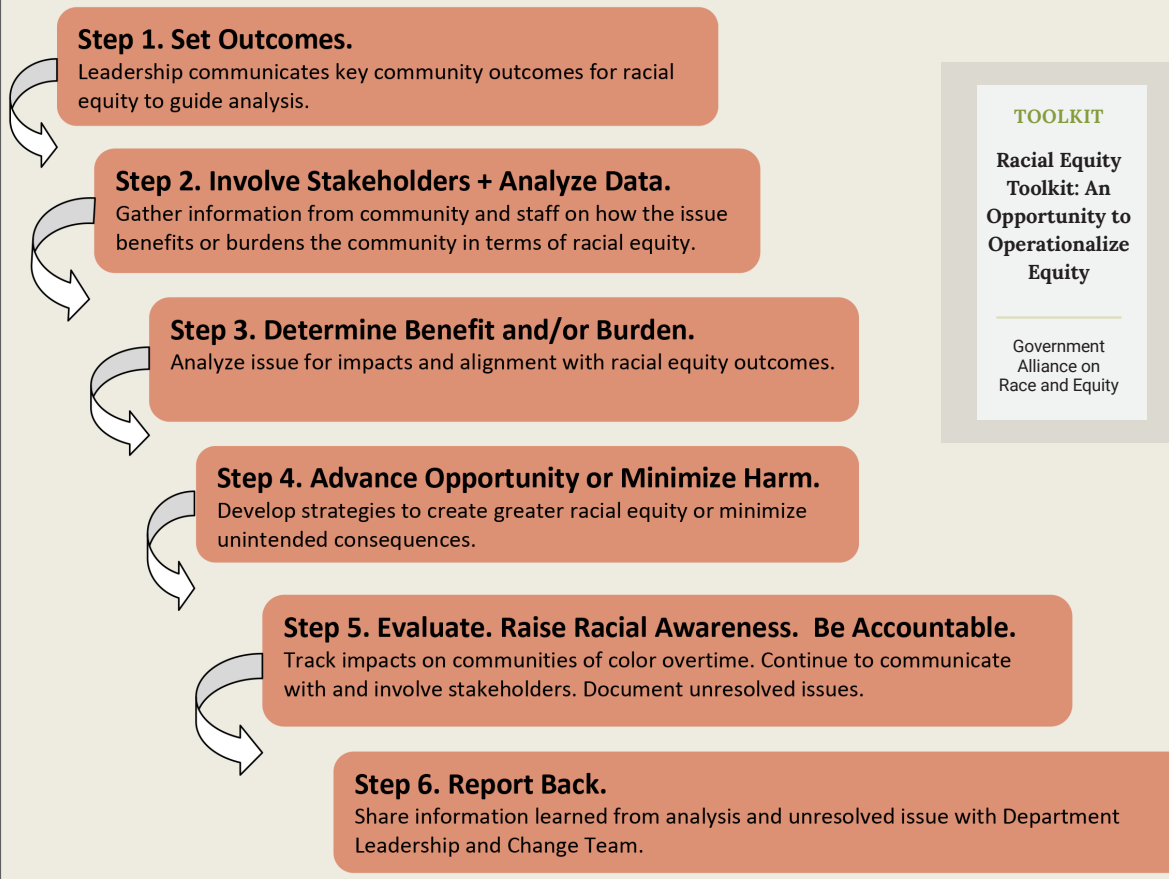 Step 1. Set Outcomes.
Leadership communicates key community outcomes for racial
equity to guide analysis.
Step 2. Involve Stakeholders + Analyze Data.
Gather information from community and staff on how the issue
benefits or burdens the community in terms of racial equity.
Step 3. Determine Benefit and/or Burden.
Analyze issue for impacts and alignment with racial equity outcomes.
Step 4. Advance Opportunity or Minimize Harm.
Develop strategies to create greater racial equity or minimize
unintended consequences.
Step 5. Evaluate. Raise Racial Awareness.  Be Accountable.
Track impacts on communities of color overtime. Continue to communicate
with and involve stakeholders. Document unresolved issues.
Step 6. Report Back.
Share information learned from analysis and unresolved issue with Department
Leadership and Change Team.
TOOLKIT
Racial Equity
Toolkit: An
Opportunity to
Operationalize
Equity
Government
Alliance on
Race and Equity